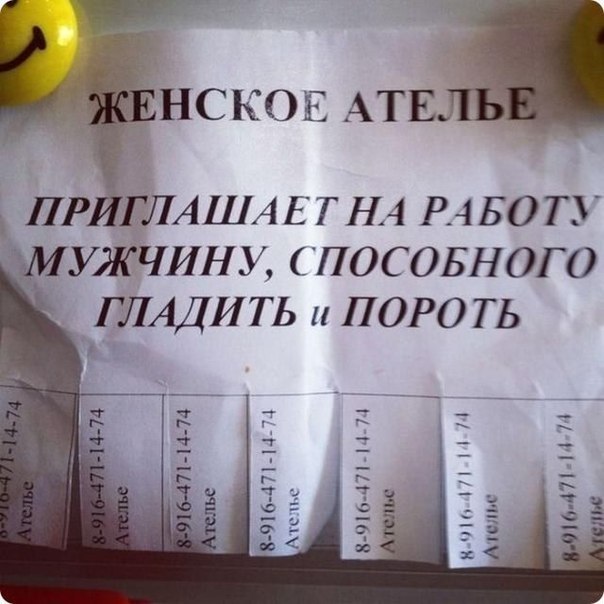 ЖЕНСКОЕ АТЕЛЬЕ
ПРИГЛАШАЕТ НА РАБОТУ
МУЖЧИНУ, СПОСОБНОГО
ГЛАДИТЬ и ПОРОТЬ
8-916-471-14-74
Ателье
8-916-471-14-74
Ателье
8-916-471-14-74
Ателье
8-916-471-14-74
Ателье
8-916-471-14-74
Ателье
8-916-471-14-74
Ателье
8-916-471-14-74
Ателье